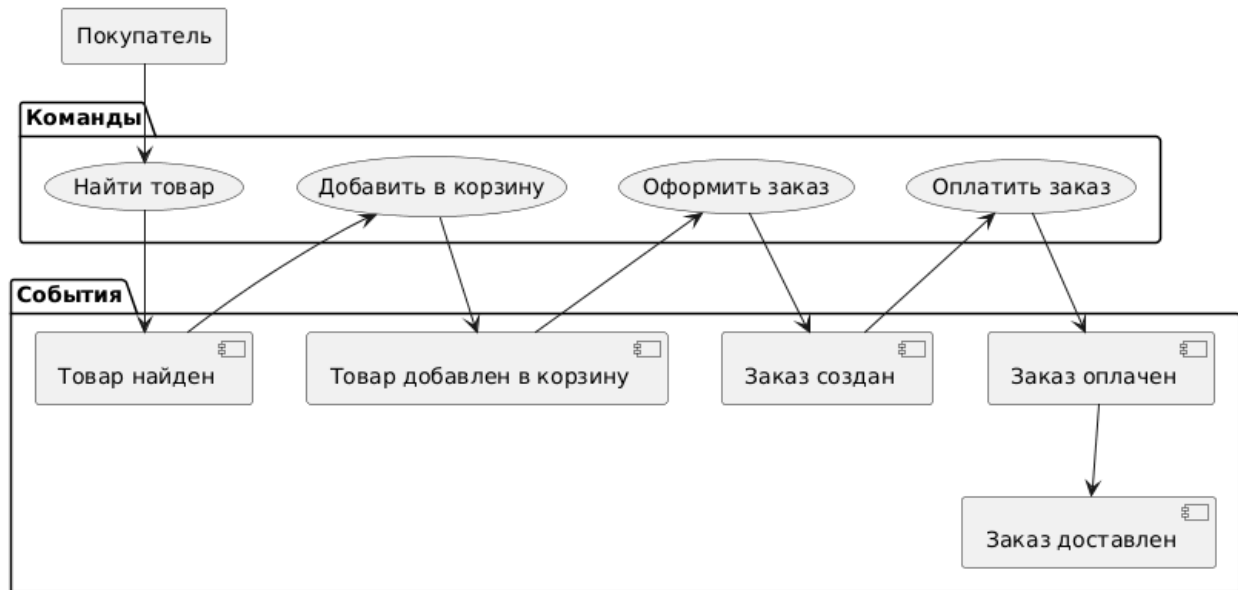 Покупатель
Команды
Найти товар
Добавить в корзину
Оформить заказ
Оплатить заказ
События
Товар найден
Товар добавлен в корзину
Заказ создан
Заказ оплачен
Заказ доставлен